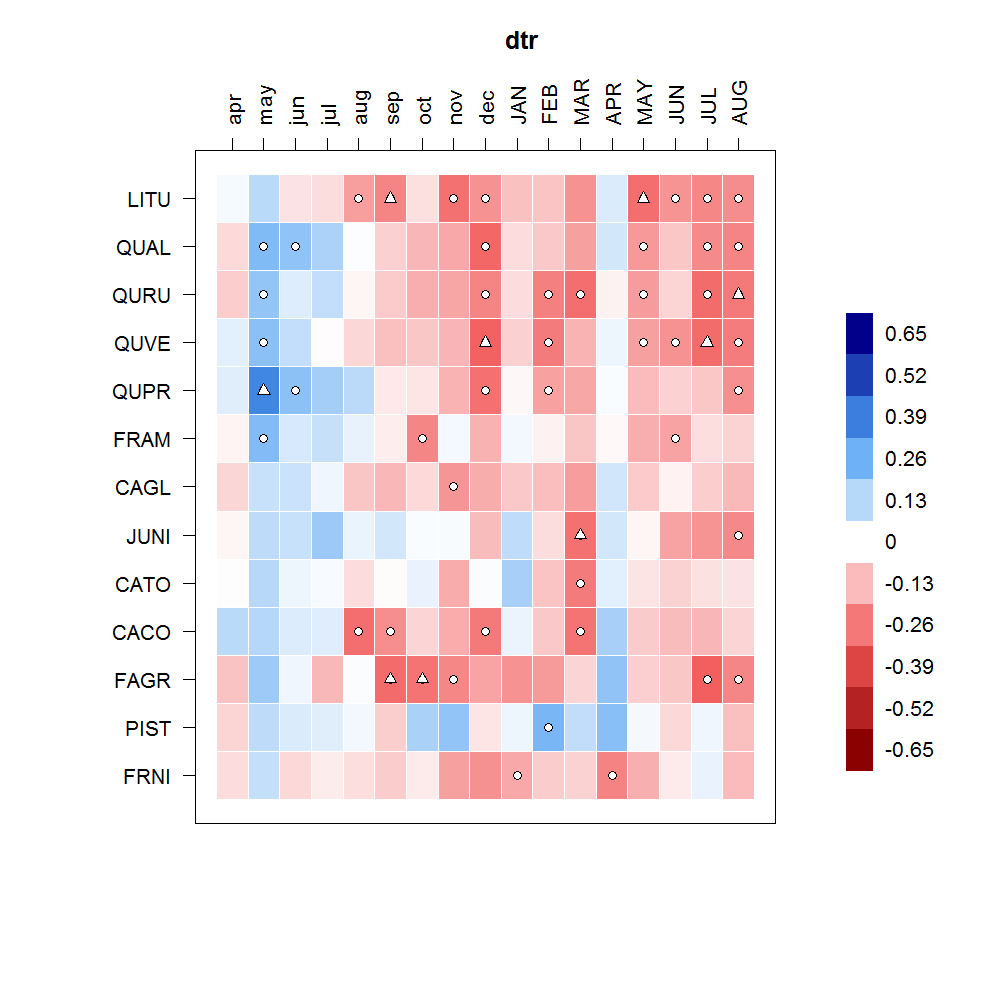 dtr
apr may jun jul aug sep oct nov dec JAN FEB MAR APR MAY JUN JUL AUG
LITU
QUAL
QURU
QUVE
QUPR
FRAM
CAGL
JUNI
CATO
CACO
FAGR
PIST
FRNI
0.65
0.52
0.39
0.26
0.13
0
-0.13
-0.26
-0.39
-0.52
-0.65